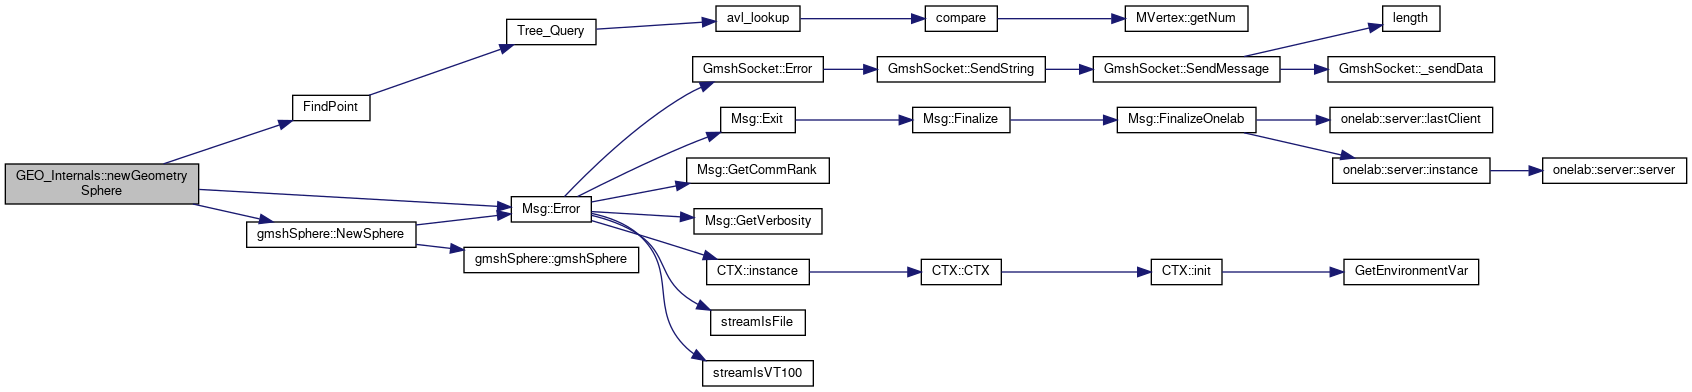 GEO_Internals::newGeometry
Sphere
FindPoint
Tree_Query
avl_lookup
compare
MVertex::getNum
Msg::Error
gmshSphere::NewSphere
gmshSphere::gmshSphere
GmshSocket::Error
GmshSocket::SendString
GmshSocket::SendMessage
length
GmshSocket::_sendData
Msg::Exit
Msg::Finalize
Msg::FinalizeOnelab
onelab::server::lastClient
onelab::server::instance
onelab::server::server
Msg::GetCommRank
Msg::GetVerbosity
CTX::instance
CTX::CTX
CTX::init
GetEnvironmentVar
streamIsFile
streamIsVT100